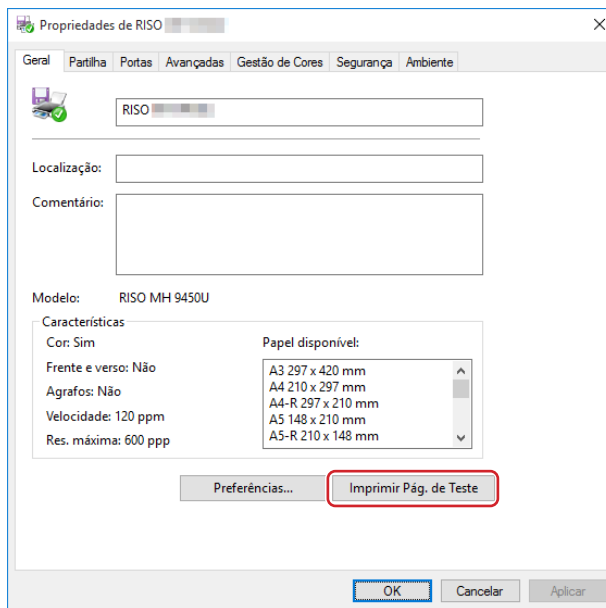 Propriedades de RISO
Geral Partilha Portas Avançadas Gestão de Cores Segurança Ambiente
RISO
Localização:
Comentário:
Modelo: RISO MH 9450U
Características
Cor: Sim
Frente e verso: Não
Agrafos: Não
Velocidade: 120 ppm
Res. máxima: 600 ppp
Papel disponível:
A3 297 x 420 mm
A4 210 x 297 mm
A4-R 297 x 210 mm
A5 148 x 210 mm
A5-R 210 x 148 mm
Preferências... Imprimir Pág. de Teste
OK Cancelar Aplicar